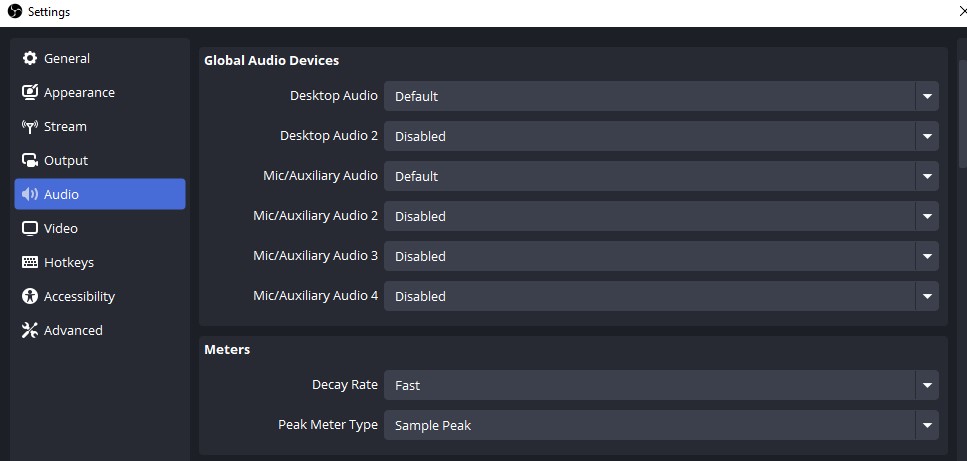 Settings
General
Appearance
Stream
Output
Audio
Video
Hotkeys
Accessibility
Advanced
Global Audio Devices
Desktop Audio Default
Desktop Audio 2 Disabled
Mic/Auxiliary Audio Default
Mic/Auxiliary Audio 2 Disabled
Mic/Auxiliary Audio 3 Disabled
Mic/Auxiliary Audio 4 Disabled
Meters
Decay Rate Fast
Peak Meter Type Sample Peak